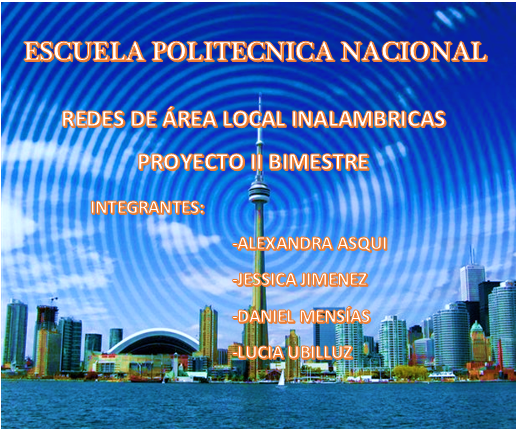 ESCUELA POLITECNICA NACIONAL
REDES DE ÁREA LOCAL INALAMBRICAS
PROYECTO II BIMESTRE
INTEGRANTES:
-ALEXANDRA ASQUI
-JESSICA JIMENEZ
-DANIEL MENSÍAS
-LUCIA UBILLUZ